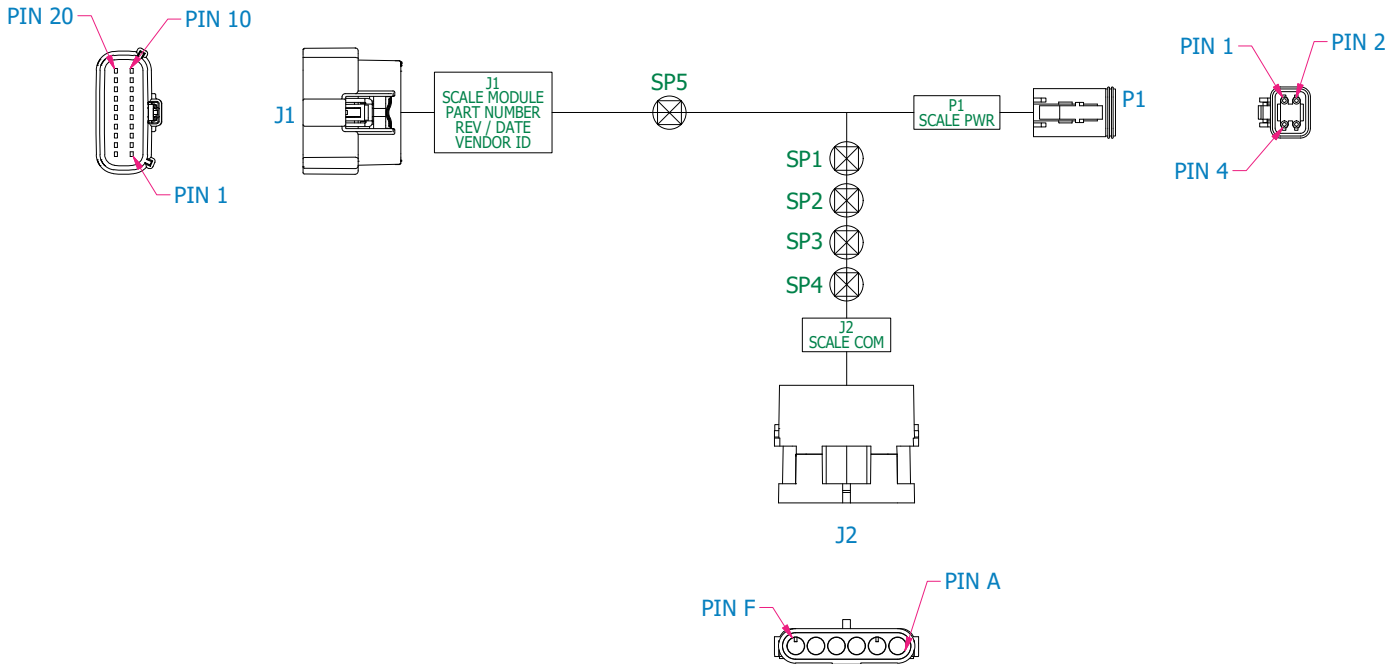 PIN 20
PIN 10
PIN 1
J1
J1
SCALE MODULE
PART NUMBER
REV / DATE
VENDOR ID
SP5
P1
SCALE PWR
P1
PIN 1
PIN 2
PIN 4
SP1
SP2
SP3
SP4
J2
SCALE COM
J2
PIN F
PIN A